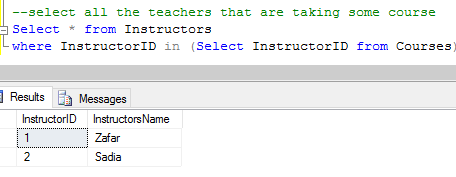 --select all the teachers that are taking some course
Select * from Instructors
where InstructorID in (Select InstructorID from Courses)
Results Messages
InstructorID InstructorsName
1 Zafar
2 Sadia